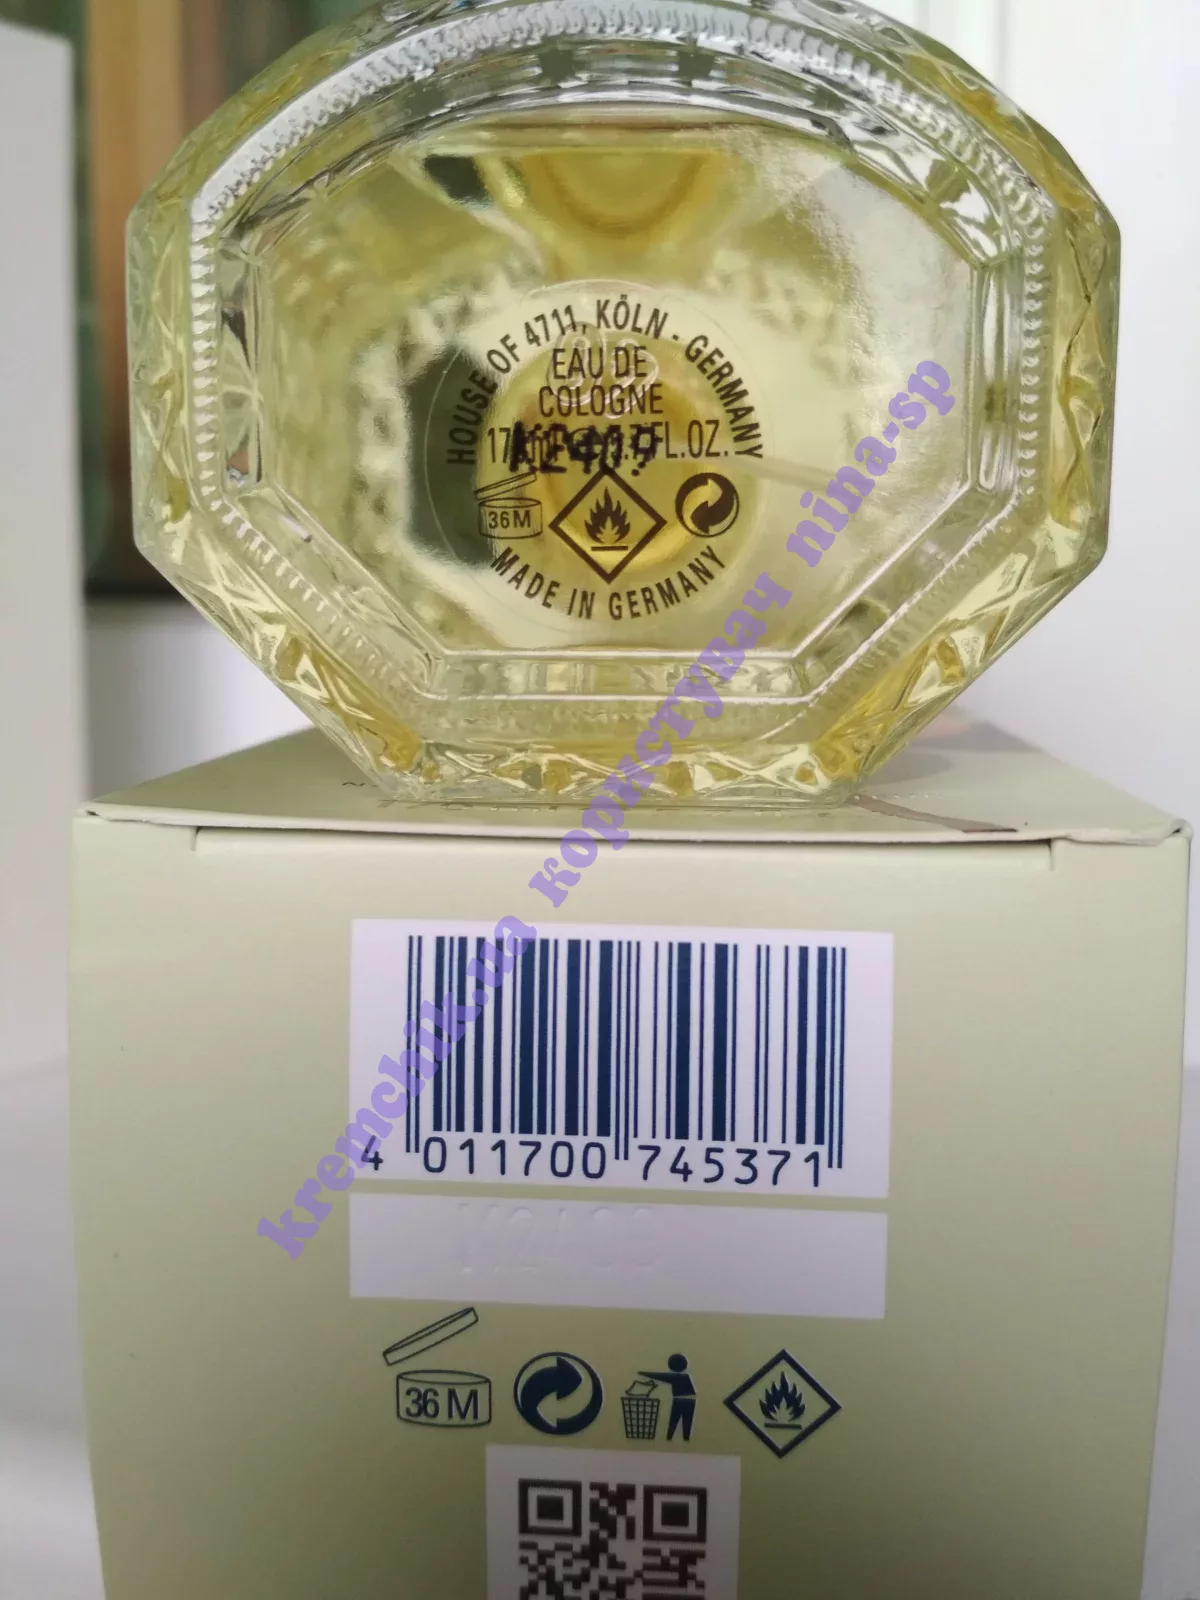 HOUSE OF 4711, KÖLN - GERMANY
EAU DE
COLOGNE
FL.OZ.
36M
MADE IN GERMANY
kremchik.ua користувач nina-sp
4 011700 745371
36 M